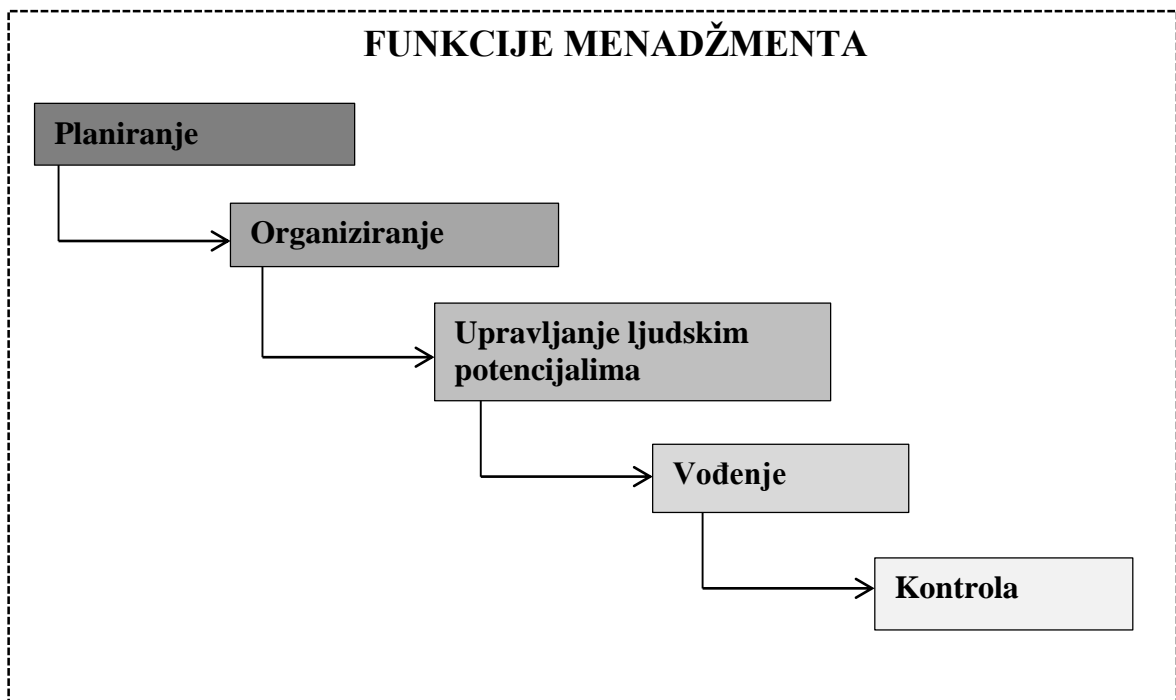 FUNKCIJE MENADŽMENTA
Planiranje
Organiziranje
Upravljanje ljudskim
potencijalima
Vođenje
Kontrola